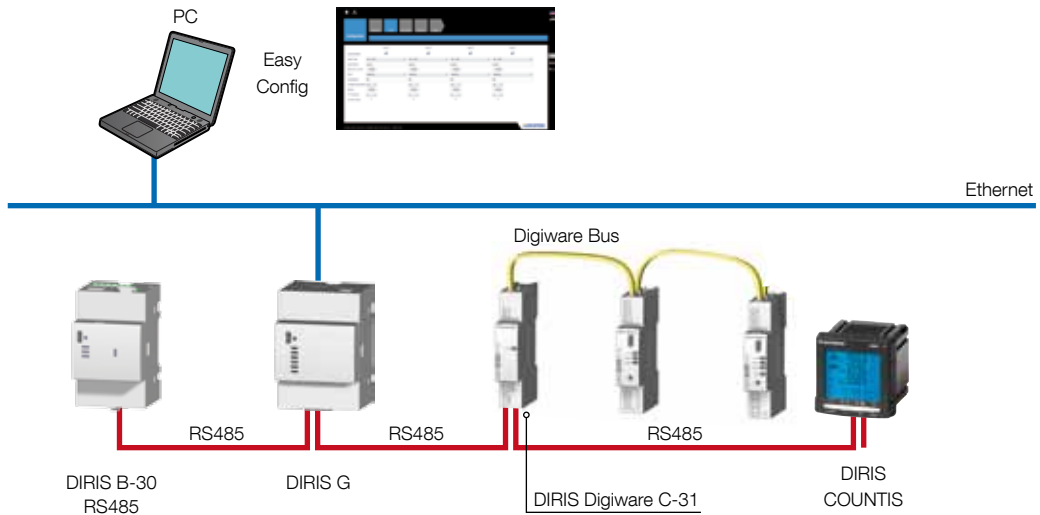 PC
Easy
Config
Ethernet
Digiware Bus
RS485
RS485
RS485
DIRIS B-30
RS485
DIRIS G
DIRIS Digiware C-31
DIRIS
COUNTIS